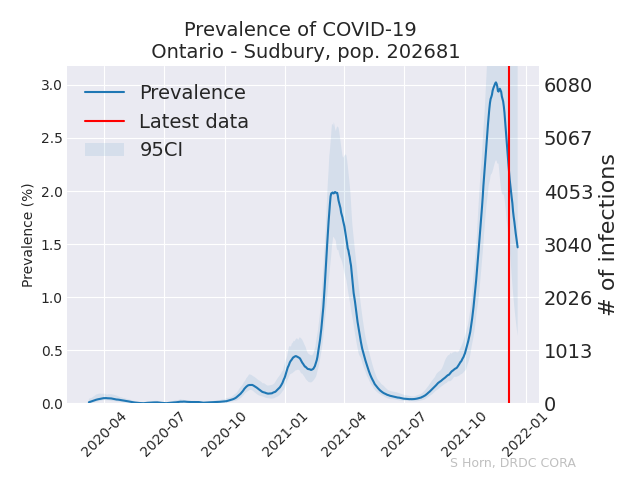 Prevalence of COVID-19
Ontario - Sudbury, pop. 202681
Prevalence
Latest data
95CI
Prevalence (%)
3.0
2.5
2.0
1.5
1.0
0.5
0.0
6080
5067
4053
3040
2026
1013
0
# of infections
2020-04
2020-07
2020-10
2021-01
2021-04
2021-07
2021-10
2022-01
S Horn, DRDC CORA